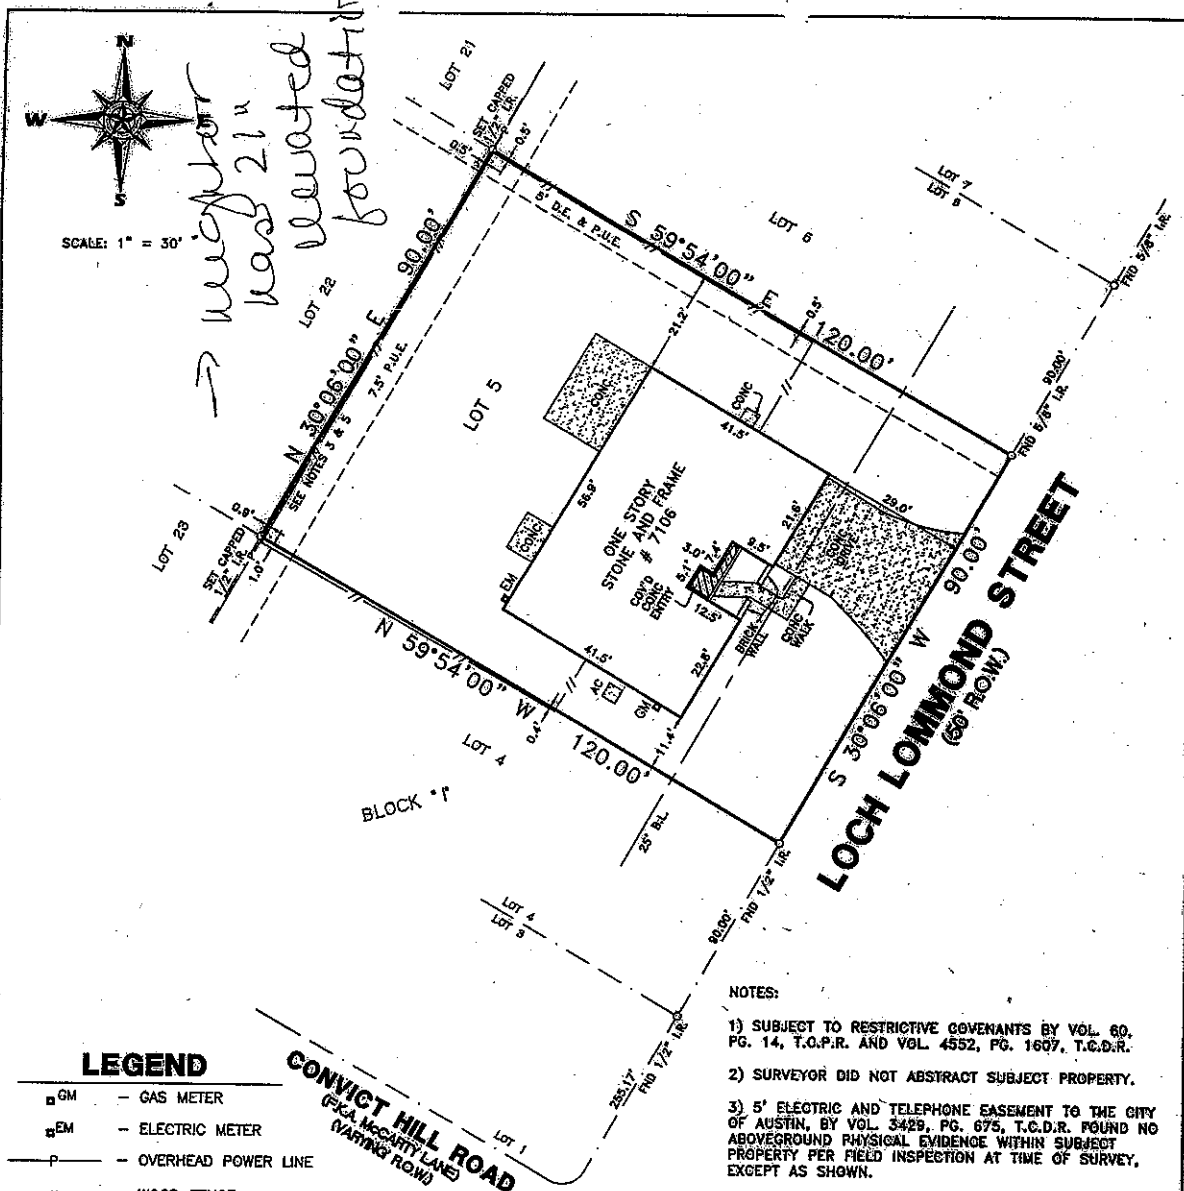 N
W
E
S
SCALE: 1" = 30'
→ neighbor
has 21"
elevated
LOT 21
SET CAPPED
1/2" I.R.
0.5'
0.5'
LOT 7
LOT 8
LOT 6
5' D.E. & P.U.E.
S 59°54'00" E
120.00'
0.5'
FND 5/8" I.R.
90.00'
FND 5/8" I.R.
LOT 22
N 30°06'00" E
90.00'
SEE NOTES 3 & 5
7.5' P.U.E.
21.2'
LOT 5
CONC
CONC
41.5'
56.9'
ONE STORY
STONE AND FRAME
# 7106
LOT 23
0.9'
SET CAPPED
1/2" I.R.
1.0'
CONC
EM
3.0'
7.4'
5.1'
9.5'
21.6'
29.0'
CONC
DRIVE
COV'D
CONC
ENTRY
12.5'
BRICK
WALL
CONC
WALK
22.8'
41.5'
AC
GM
11.4'
N 59°54'00" W
120.00'
0.4'
LOT 4
BLOCK "I"
25' B.L.
S 30°06'00" W
90.00'
LOCH LOMMOND STREET
(50' R.O.W.)
FND 1/2" I.R.
90.00'
LOT 4
LOT 3
FND 1/2" I.R.
255.17'
LOT 1
CONVICT HILL ROAD
(F.K.A. McCARTY LANE)
(VARYING R.O.W.)
LEGEND
GM – GAS METER
EM – ELECTRIC METER
P – OVERHEAD POWER LINE
NOTES:
1) SUBJECT TO RESTRICTIVE COVENANTS BY VOL. 60,
PG. 14, T.C.P.R. AND VOL. 4552, PG. 1607, T.C.D.R.
2) SURVEYOR DID NOT ABSTRACT SUBJECT PROPERTY.
3) 5' ELECTRIC AND TELEPHONE EASEMENT TO THE CITY
OF AUSTIN, BY VOL. 3429, PG. 675, T.C.D.R. FOUND NO
ABOVEGROUND PHYSICAL EVIDENCE WITHIN SUBJECT
PROPERTY PER FIELD INSPECTION AT TIME OF SURVEY,
EXCEPT AS SHOWN.